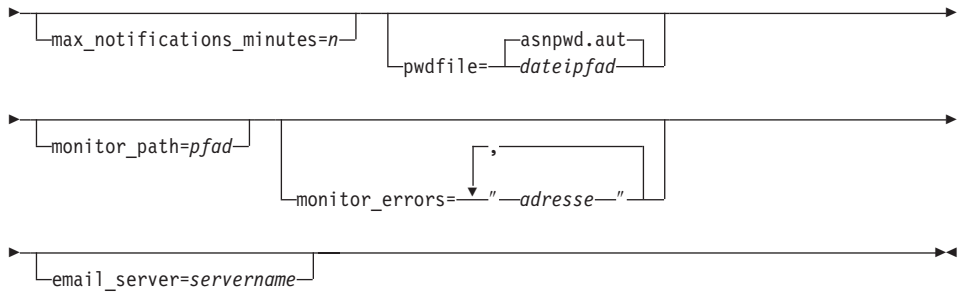 max_notifications_minutes=n
asnpwd.aut
pwdfile=
dateipfad
monitor_path=pfad
,
monitor_errors= " adresse "
email_server=servername